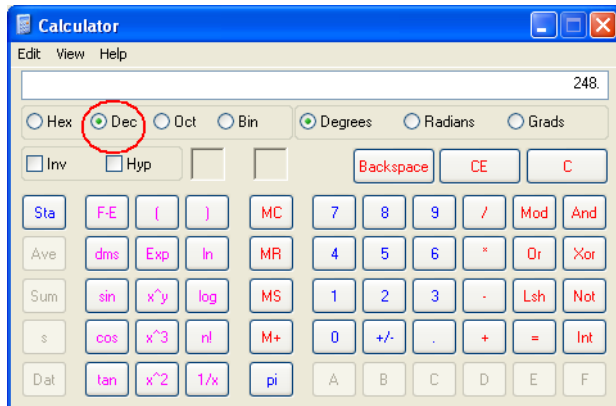 Calculator
Edit View Help
248.
Hex Dec Oct Bin Degrees Radians Grads
Inv Hyp Backspace CE C
Sta F-E ( ) MC 7 8 9 / Mod And
Ave dms Exp ln MR 4 5 6 * Or Xor
Sum sin x^y log MS 1 2 3 - Lsh Not
s cos x^3 n! M+ 0 +/- . + = Int
Dat tan x^2 1/x pi A B C D E F